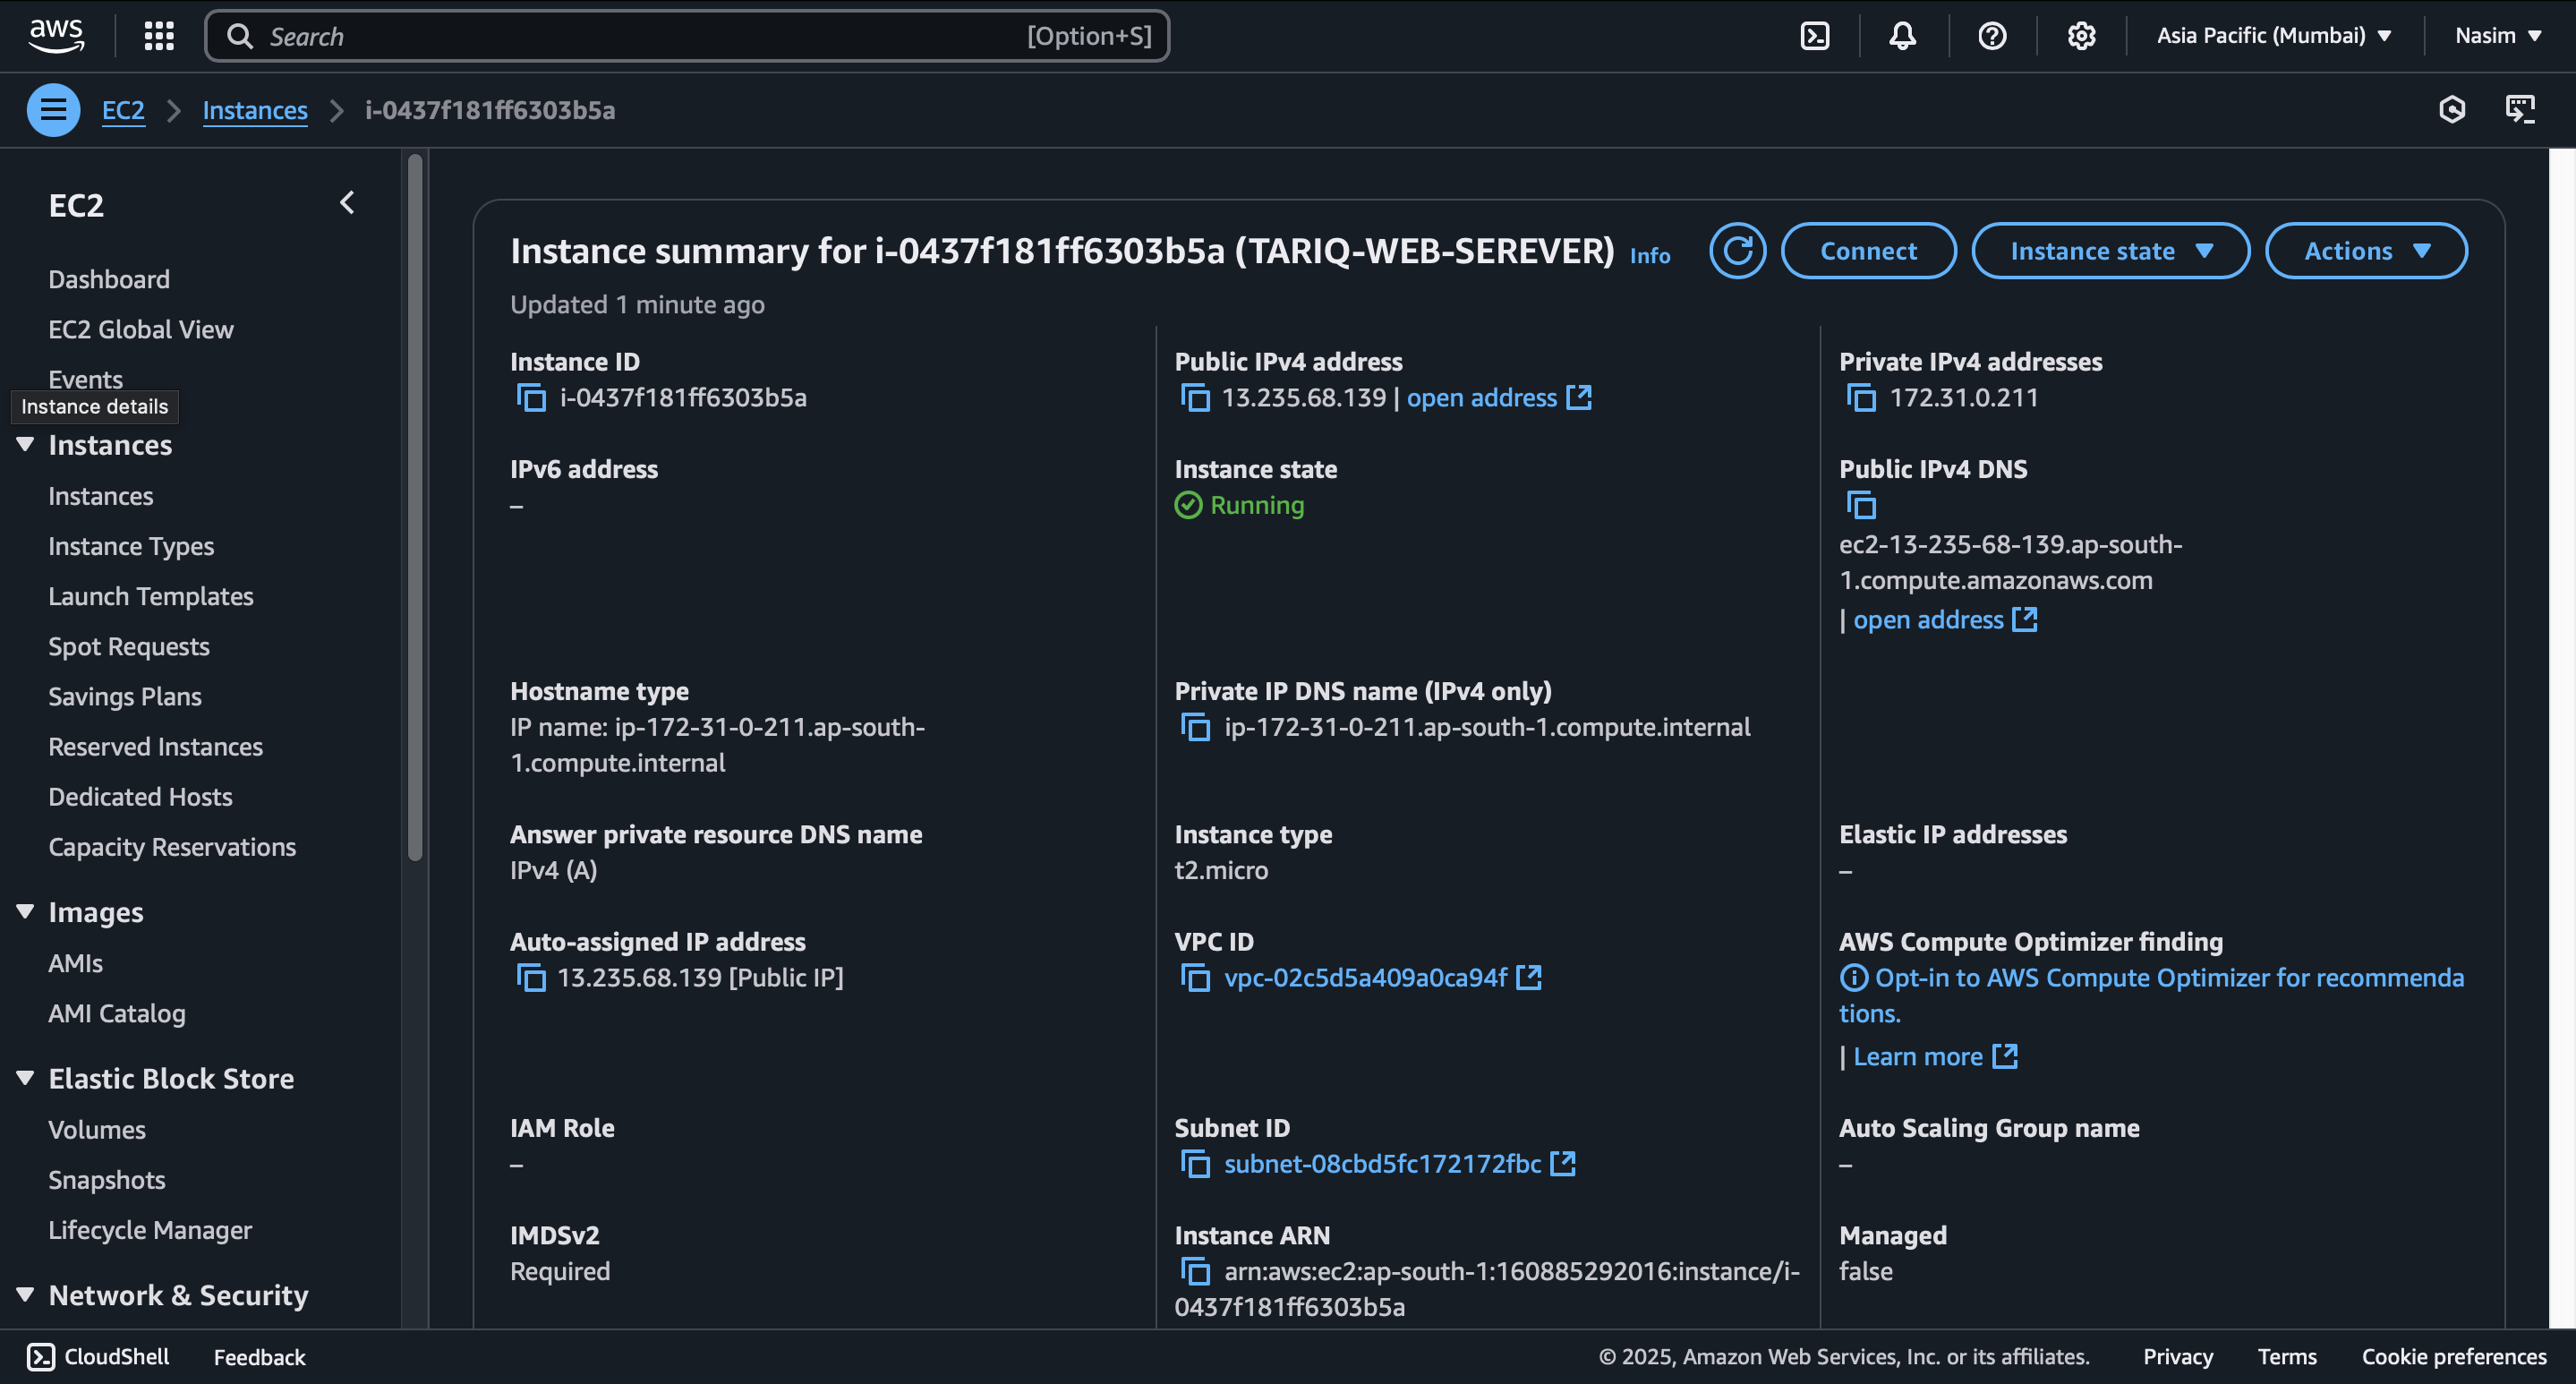 aws
Search
[Option+S]
Asia Pacific (Mumbai)
Nasim
EC2
Instances
i-0437f181ff6303b5a
EC2
Dashboard
EC2 Global View
Events
Instance details
Instances
Instances
Instance Types
Launch Templates
Spot Requests
Savings Plans
Reserved Instances
Dedicated Hosts
Capacity Reservations
Images
AMIs
AMI Catalog
Elastic Block Store
Volumes
Snapshots
Lifecycle Manager
Network & Security
Instance summary for i-0437f181ff6303b5a (TARIQ-WEB-SEREVER) Info
Connect
Instance state
Actions
Updated 1 minute ago
Instance ID
i-0437f181ff6303b5a
Public IPv4 address
13.235.68.139 | open address
Private IPv4 addresses
172.31.0.211
IPv6 address
–
Instance state
Running
Public IPv4 DNS
ec2-13-235-68-139.ap-south-
1.compute.amazonaws.com
| open address
Hostname type
IP name: ip-172-31-0-211.ap-south-
1.compute.internal
Private IP DNS name (IPv4 only)
ip-172-31-0-211.ap-south-1.compute.internal
Answer private resource DNS name
IPv4 (A)
Instance type
t2.micro
Elastic IP addresses
–
Auto-assigned IP address
13.235.68.139 [Public IP]
VPC ID
vpc-02c5d5a409a0ca94f
AWS Compute Optimizer finding
Opt-in to AWS Compute Optimizer for recommenda
tions.
| Learn more
IAM Role
–
Subnet ID
subnet-08cbd5fc172172fbc
Auto Scaling Group name
–
IMDSv2
Required
Instance ARN
arn:aws:ec2:ap-south-1:160885292016:instance/i-
0437f181ff6303b5a
Managed
false
CloudShell
Feedback
© 2025, Amazon Web Services, Inc. or its affiliates.
Privacy
Terms
Cookie preferences